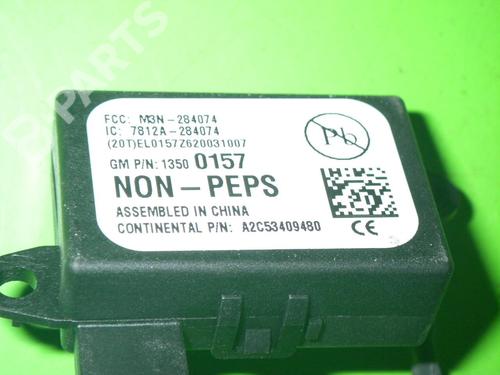 FCC: M3N-284074
IC: 7812A-284074
(20T)EL0157Z620031007
GM P/N: 1350 0157
NON-PEPS
ASSEMBLED IN CHINA
CONTINENTAL P/N: A2C53409480
Pb
CE
B-PARTS